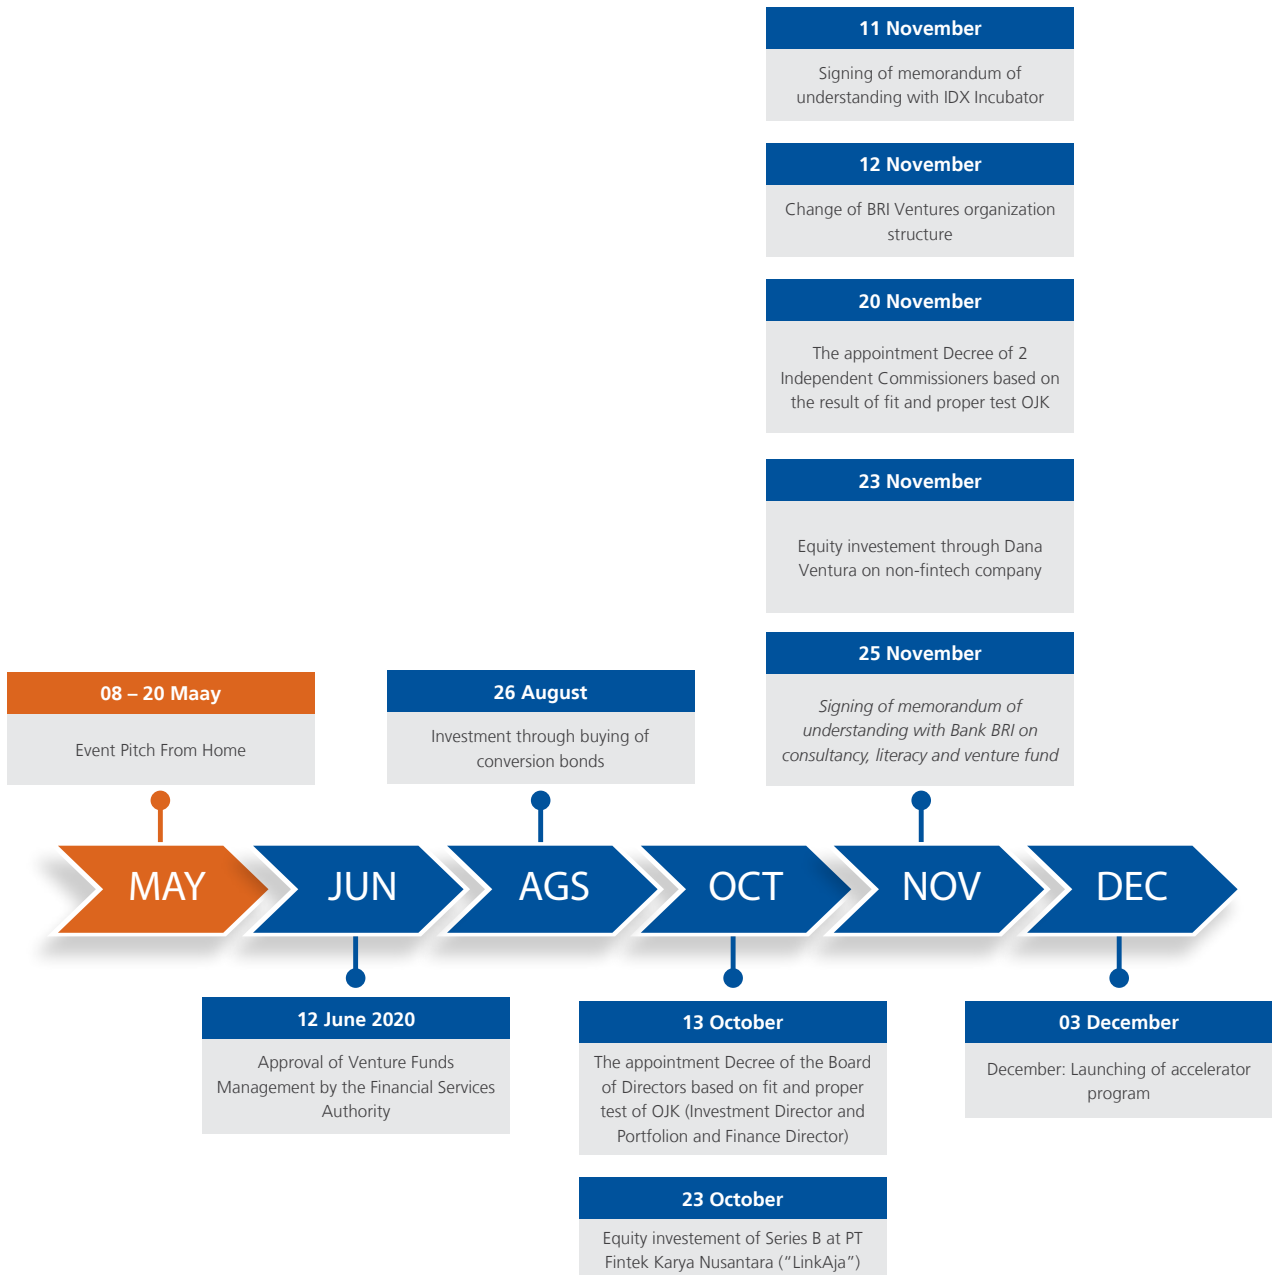 11 November
Signing of memorandum of
understanding with IDX Incubator
12 November
Change of BRI Ventures organization
structure
20 November
The appointment Decree of 2
Independent Commissioners based on
the result of fit and proper test OJK
23 November
Equity investement through Dana
Ventura on non-fintech company
25 November
Signing of memorandum of
understanding with Bank BRI on
consultancy, literacy and venture fund
08 – 20 Maay
Event Pitch From Home
26 August
Investment through buying of
conversion bonds
MAY
JUN
AGS
OCT
NOV
DEC
12 June 2020
Approval of Venture Funds
Management by the Financial Services
Authority
13 October
The appointment Decree of the Board
of Directors based on fit and proper
test of OJK (Investment Director and
Portfolion and Finance Director)
23 October
Equity investement of Series B at PT
Fintek Karya Nusantara (“LinkAja”)
03 December
December: Launching of accelerator
program